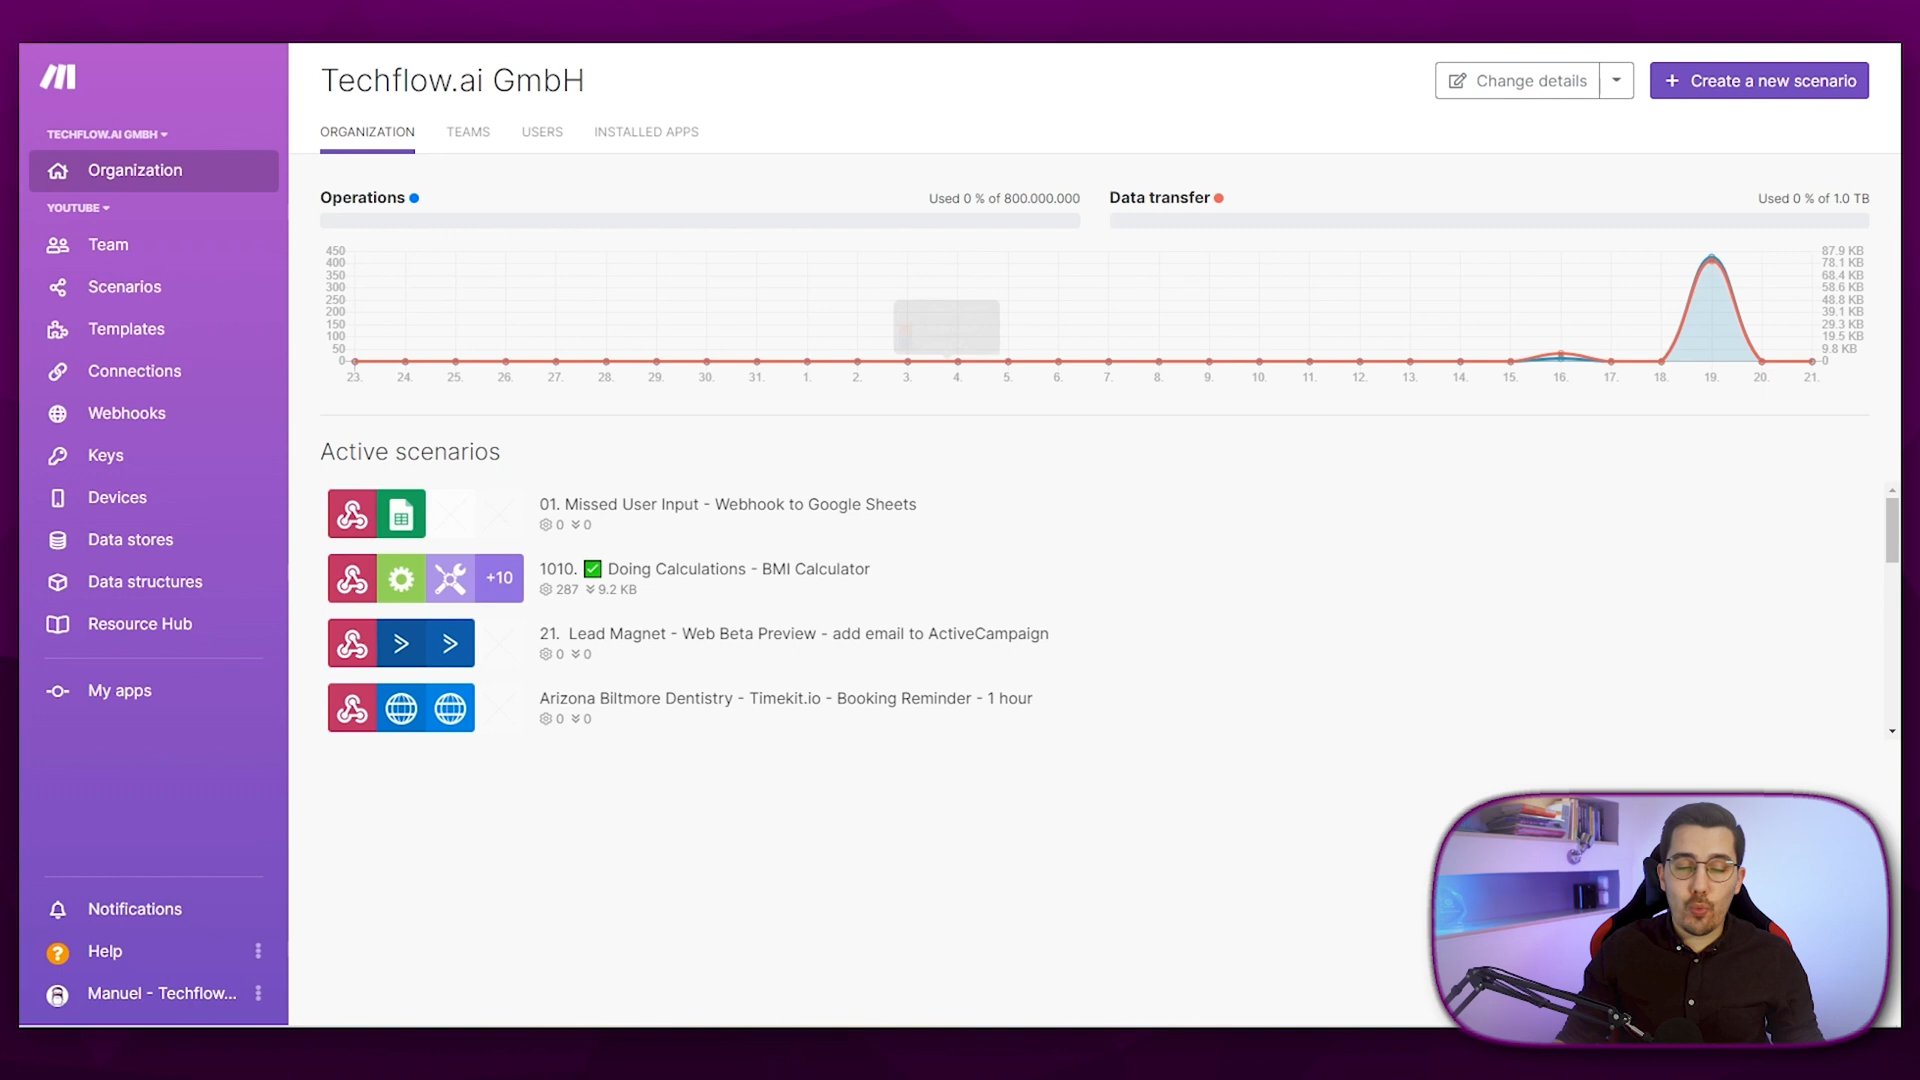 Techflow.ai GmbH
Change details
+ Create a new scenario
TECHFLOW.AI GMBH
Organization
YOUTUBE
Team
Scenarios
Templates
Connections
Webhooks
Keys
Devices
Data stores
Data structures
Resource Hub
My apps
Notifications
? Help
Manuel - Techflow...
ORGANIZATION TEAMS USERS INSTALLED APPS
Operations Used 0 % of 800.000.000
Data transfer Used 0 % of 1.0 TB
450
400
350
300
250
200
150
100
50
0
87.9 KB
78.1 KB
68.4 KB
58.6 KB
48.8 KB
39.1 KB
29.3 KB
19.5 KB
9.8 KB
0
23. 24. 25. 26. 27. 28. 29. 30. 31. 1. 2. 3. 4. 5. 6. 7. 8. 9. 10. 11. 12. 13. 14. 15. 16. 17. 18. 19. 20. 21.
Active scenarios
01. Missed User Input - Webhook to Google Sheets
0 0
+10
1010. ✅ Doing Calculations - BMI Calculator
287 9.2 KB
21. Lead Magnet - Web Beta Preview - add email to ActiveCampaign
0 0
Arizona Biltmore Dentistry - Timekit.io - Booking Reminder - 1 hour
0 0